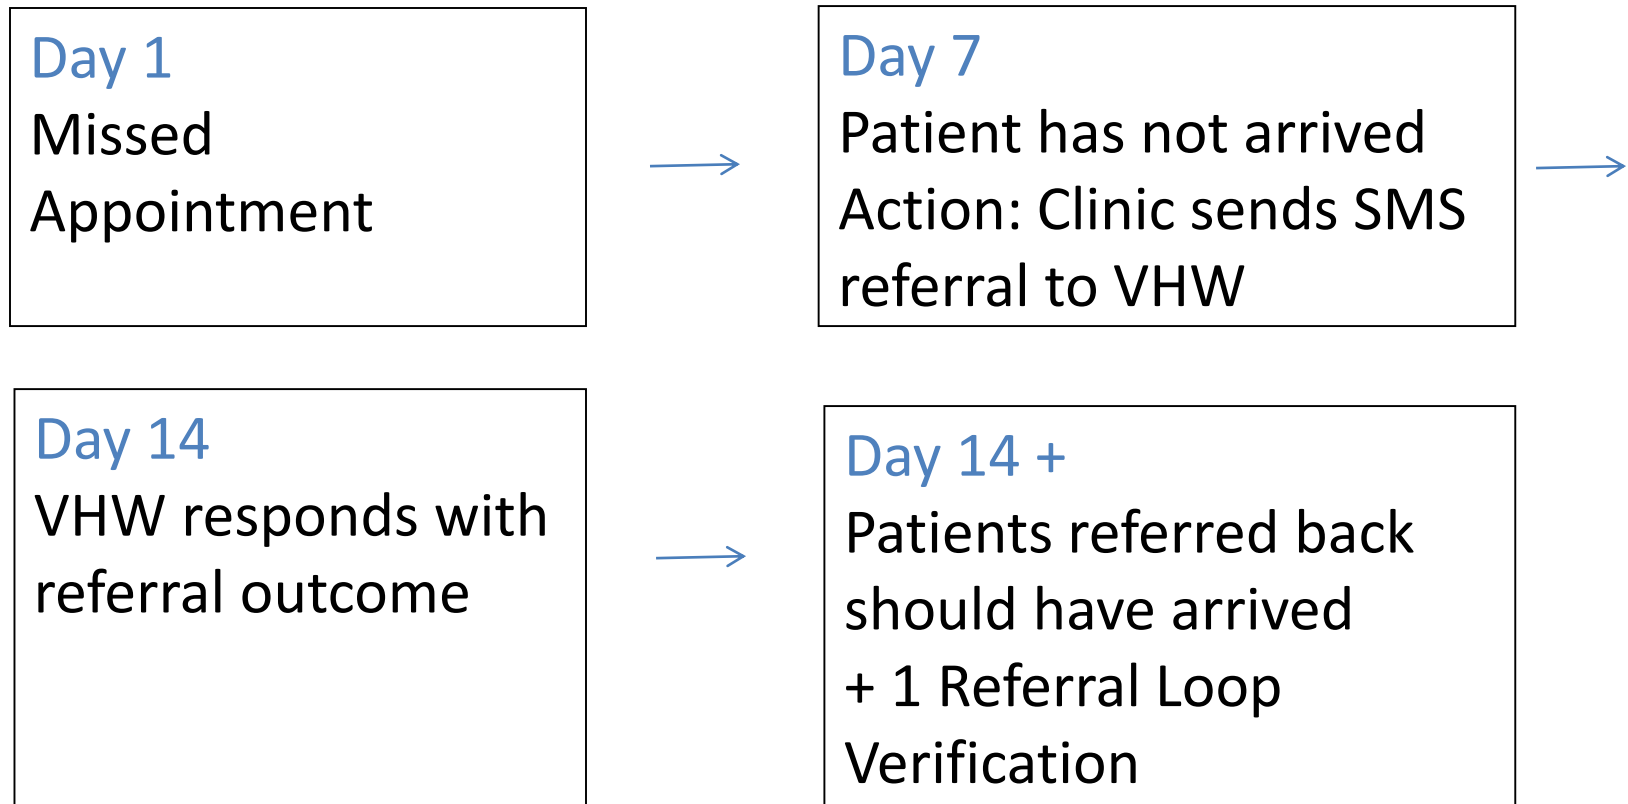 Day 1
Missed
Appointment
Day 7
Patient has not arrived
Action: Clinic sends SMS
referral to VHW
Day 14
VHW responds with
referral outcome
Day 14 +
Patients referred back
should have arrived
+ 1 Referral Loop
Verification